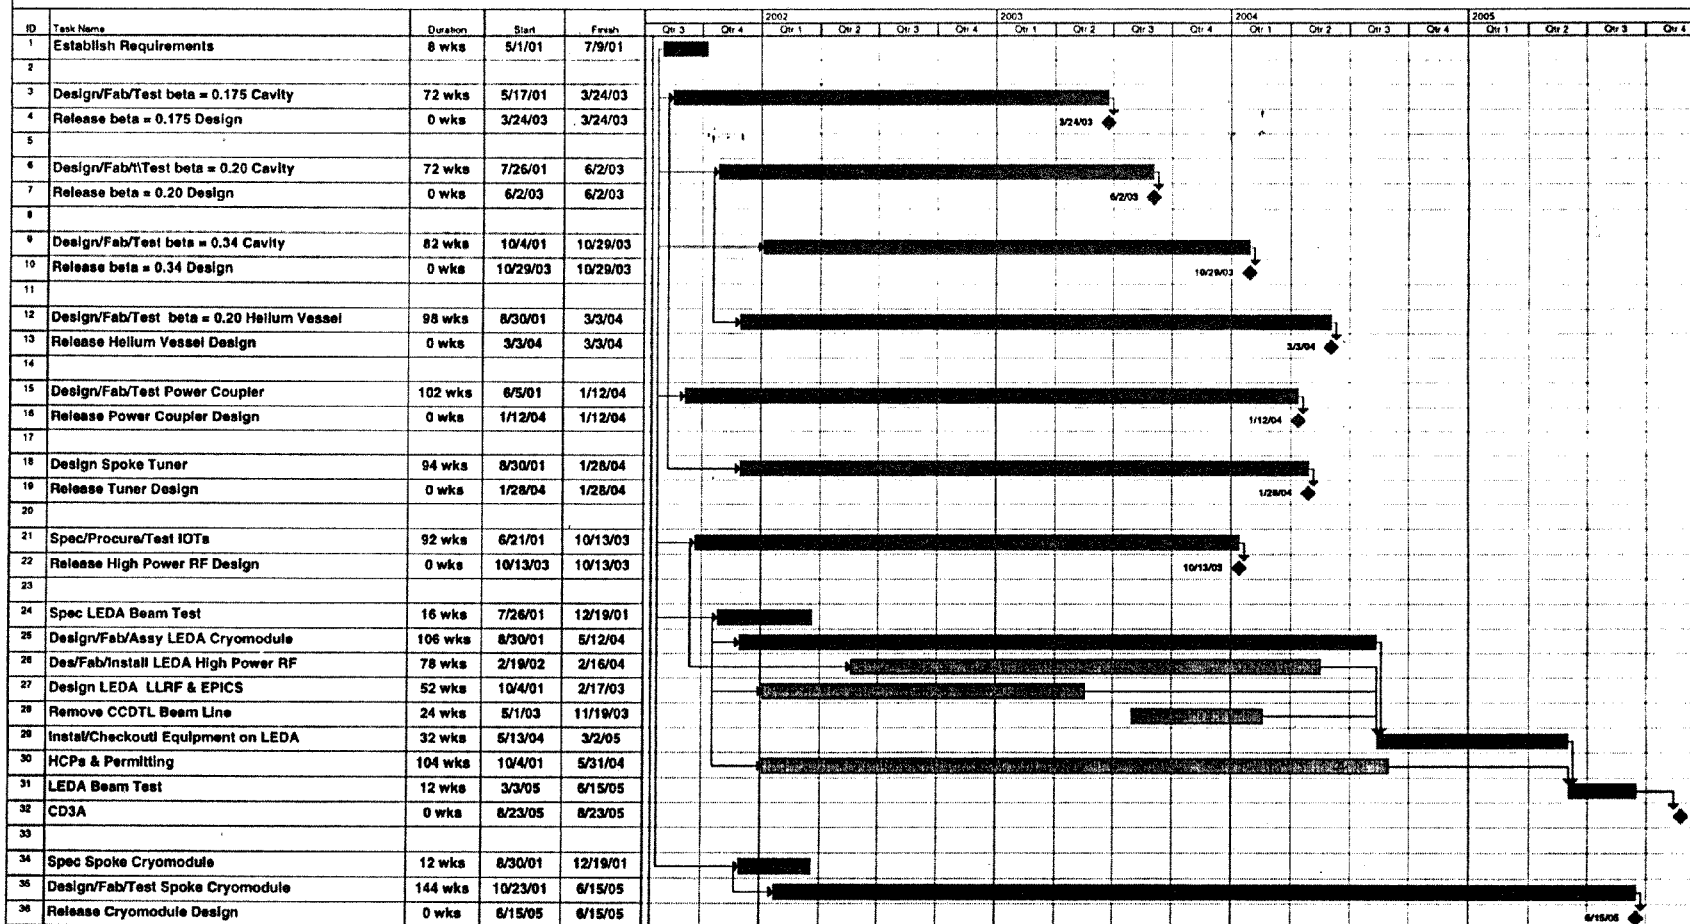 2002 2003 2004 2005
ID Task Name Duration Start Finish Qtr 3 Qtr 4 Qtr 1 Qtr 2 Qtr 3 Qtr 4 Qtr 1 Qtr 2 Qtr 3 Qtr 4 Qtr 1 Qtr 2 Qtr 3 Qtr 4 Qtr 1 Qtr 2 Qtr 3 Qtr 4
1 Establish Requirements 8 wks 5/1/01 7/9/01
2
3 Design/Fab/Test beta = 0.175 Cavity 72 wks 5/17/01 3/24/03
4 Release beta = 0.175 Design 0 wks 3/24/03 3/24/03 3/24/03
5
6 Design/Fab/t\Test beta = 0.20 Cavity 72 wks 7/26/01 6/2/03
7 Release beta = 0.20 Design 0 wks 6/2/03 6/2/03 6/2/03
8
9 Design/Fab/Test beta = 0.34 Cavity 82 wks 10/4/01 10/29/03
10 Release beta = 0.34 Design 0 wks 10/29/03 10/29/03 10/29/03
11
12 Design/Fab/Test beta = 0.20 Helium Vessel 98 wks 8/30/01 3/3/04
13 Release Helium Vessel Design 0 wks 3/3/04 3/3/04 3/3/04
14
15 Design/Fab/Test Power Coupler 102 wks 6/5/01 1/12/04
16 Release Power Coupler Design 0 wks 1/12/04 1/12/04 1/12/04
17
18 Design Spoke Tuner 94 wks 8/30/01 1/28/04
19 Release Tuner Design 0 wks 1/28/04 1/28/04 1/28/04
20
21 Spec/Procure/Test IOTs 92 wks 6/21/01 10/13/03
22 Release High Power RF Design 0 wks 10/13/03 10/13/03 10/13/03
23
24 Spec LEDA Beam Test 16 wks 7/26/01 12/19/01
25 Design/Fab/Assy LEDA Cryomodule 106 wks 8/30/01 5/12/04
26 Des/Fab/Install LEDA High Power RF 78 wks 2/19/02 2/16/04
27 Design LEDA LLRF & EPICS 52 wks 10/4/01 2/17/03
28 Remove CCDTL Beam Line 24 wks 5/1/03 11/19/03
29 Instal/Checkoutl Equipment on LEDA 32 wks 5/13/04 3/2/05
30 HCPs & Permitting 104 wks 10/4/01 5/31/04
31 LEDA Beam Test 12 wks 3/3/05 6/15/05
32 CD3A 0 wks 8/23/05 8/23/05
33
34 Spec Spoke Cryomodule 12 wks 8/30/01 12/19/01
35 Design/Fab/Test Spoke Cryomodule 144 wks 10/23/01 6/15/05
36 Release Cryomodule Design 0 wks 6/15/05 6/15/05 6/15/05